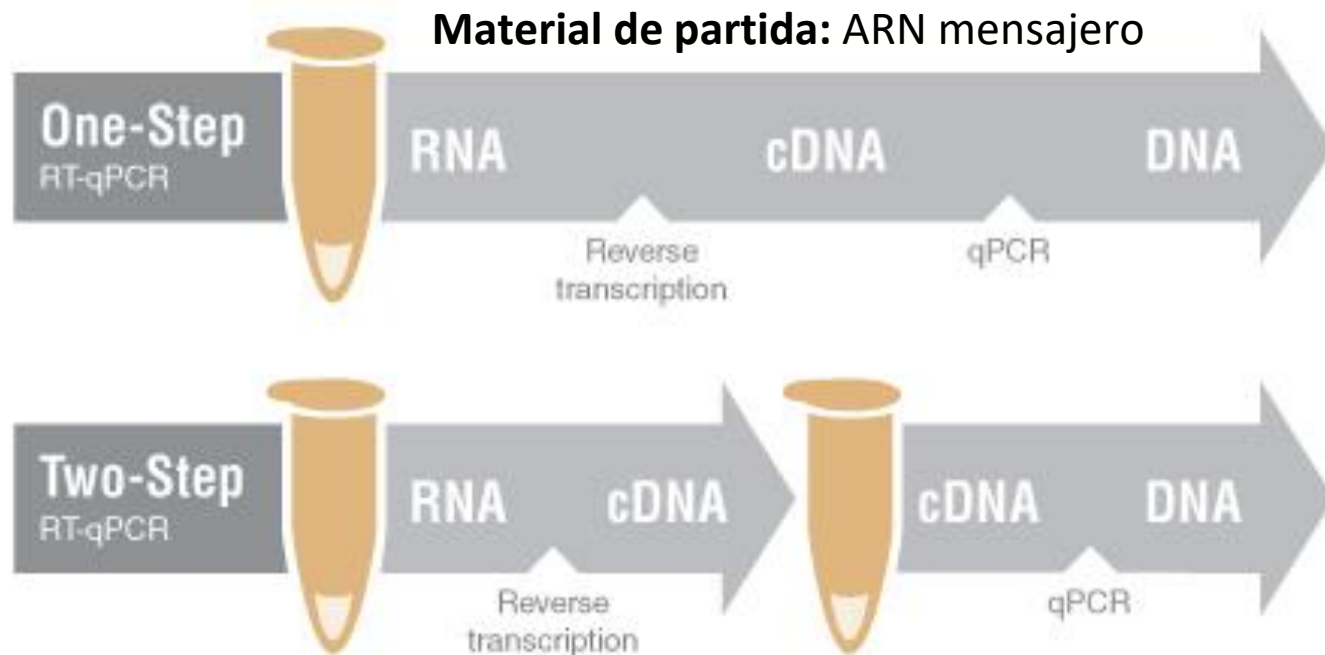 Material de partida: ARN mensajero
One-Step
RT-qPCR
RNA
cDNA
DNA
Reverse
transcription
qPCR
Two-Step
RT-qPCR
RNA
cDNA
cDNA
DNA
Reverse
transcription
qPCR